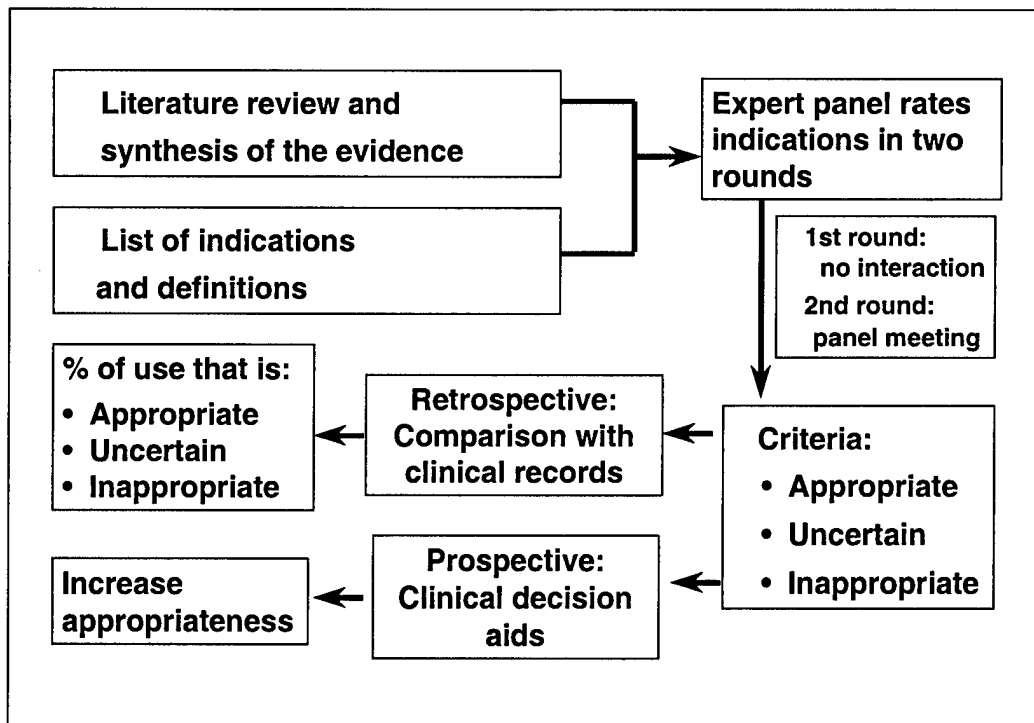 Literature review and
synthesis of the evidence
List of indications
and definitions
Expert panel rates
indications in two
rounds
1st round:
no interaction
2nd round:
panel meeting
Criteria:
• Appropriate
• Uncertain
• Inappropriate
Retrospective:
Comparison with
clinical records
% of use that is:
• Appropriate
• Uncertain
• Inappropriate
Prospective:
Clinical decision
aids
Increase
appropriateness